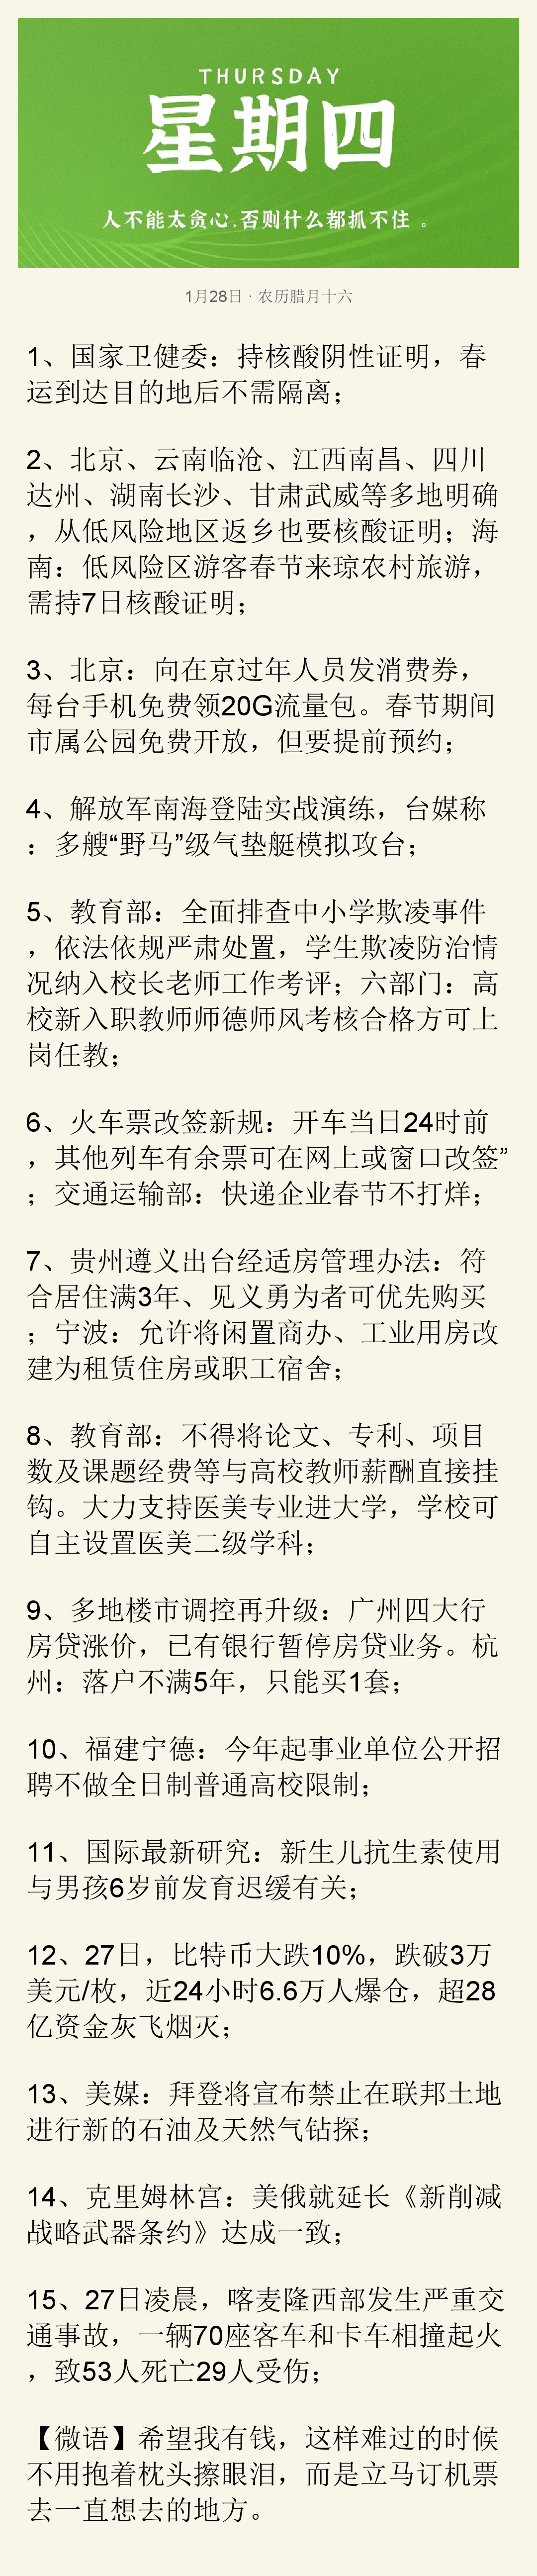 THURSDAY
星期四
人不能太贪心,否则什么都抓不住 。
1月28日 · 农历腊月十六
1、国家卫健委：持核酸阴性证明，春
运到达目的地后不需隔离；
2、北京、云南临沧、江西南昌、四川
达州、湖南长沙、甘肃武威等多地明确
，从低风险地区返乡也要核酸证明；海
南：低风险区游客春节来琼农村旅游，
需持7日核酸证明；
3、北京：向在京过年人员发消费券，
每台手机免费领20G流量包。春节期间
市属公园免费开放，但要提前预约；
4、解放军南海登陆实战演练，台媒称
：多艘“野马”级气垫艇模拟攻台；
5、教育部：全面排查中小学欺凌事件
，依法依规严肃处置，学生欺凌防治情
况纳入校长老师工作考评；六部门：高
校新入职教师师德师风考核合格方可上
岗任教；
6、火车票改签新规：开车当日24时前
，其他列车有余票可在网上或窗口改签”
；交通运输部：快递企业春节不打烊；
7、贵州遵义出台经适房管理办法：符
合居住满3年、见义勇为者可优先购买
；宁波：允许将闲置商办、工业用房改
建为租赁住房或职工宿舍；
8、教育部：不得将论文、专利、项目
数及课题经费等与高校教师薪酬直接挂
钩。大力支持医美专业进大学，学校可
自主设置医美二级学科；
9、多地楼市调控再升级：广州四大行
房贷涨价，已有银行暂停房贷业务。杭
州：落户不满5年，只能买1套；
10、福建宁德：今年起事业单位公开招
聘不做全日制普通高校限制；
11、国际最新研究：新生儿抗生素使用
与男孩6岁前发育迟缓有关；
12、27日，比特币大跌10%，跌破3万
美元/枚，近24小时6.6万人爆仓，超28
亿资金灰飞烟灭；
13、美媒：拜登将宣布禁止在联邦土地
进行新的石油及天然气钻探；
14、克里姆林宫：美俄就延长《新削减
战略武器条约》达成一致；
15、27日凌晨，喀麦隆西部发生严重交
通事故，一辆70座客车和卡车相撞起火
，致53人死亡29人受伤；
【微语】希望我有钱，这样难过的时候
不用抱着枕头擦眼泪，而是立马订机票
去一直想去的地方。